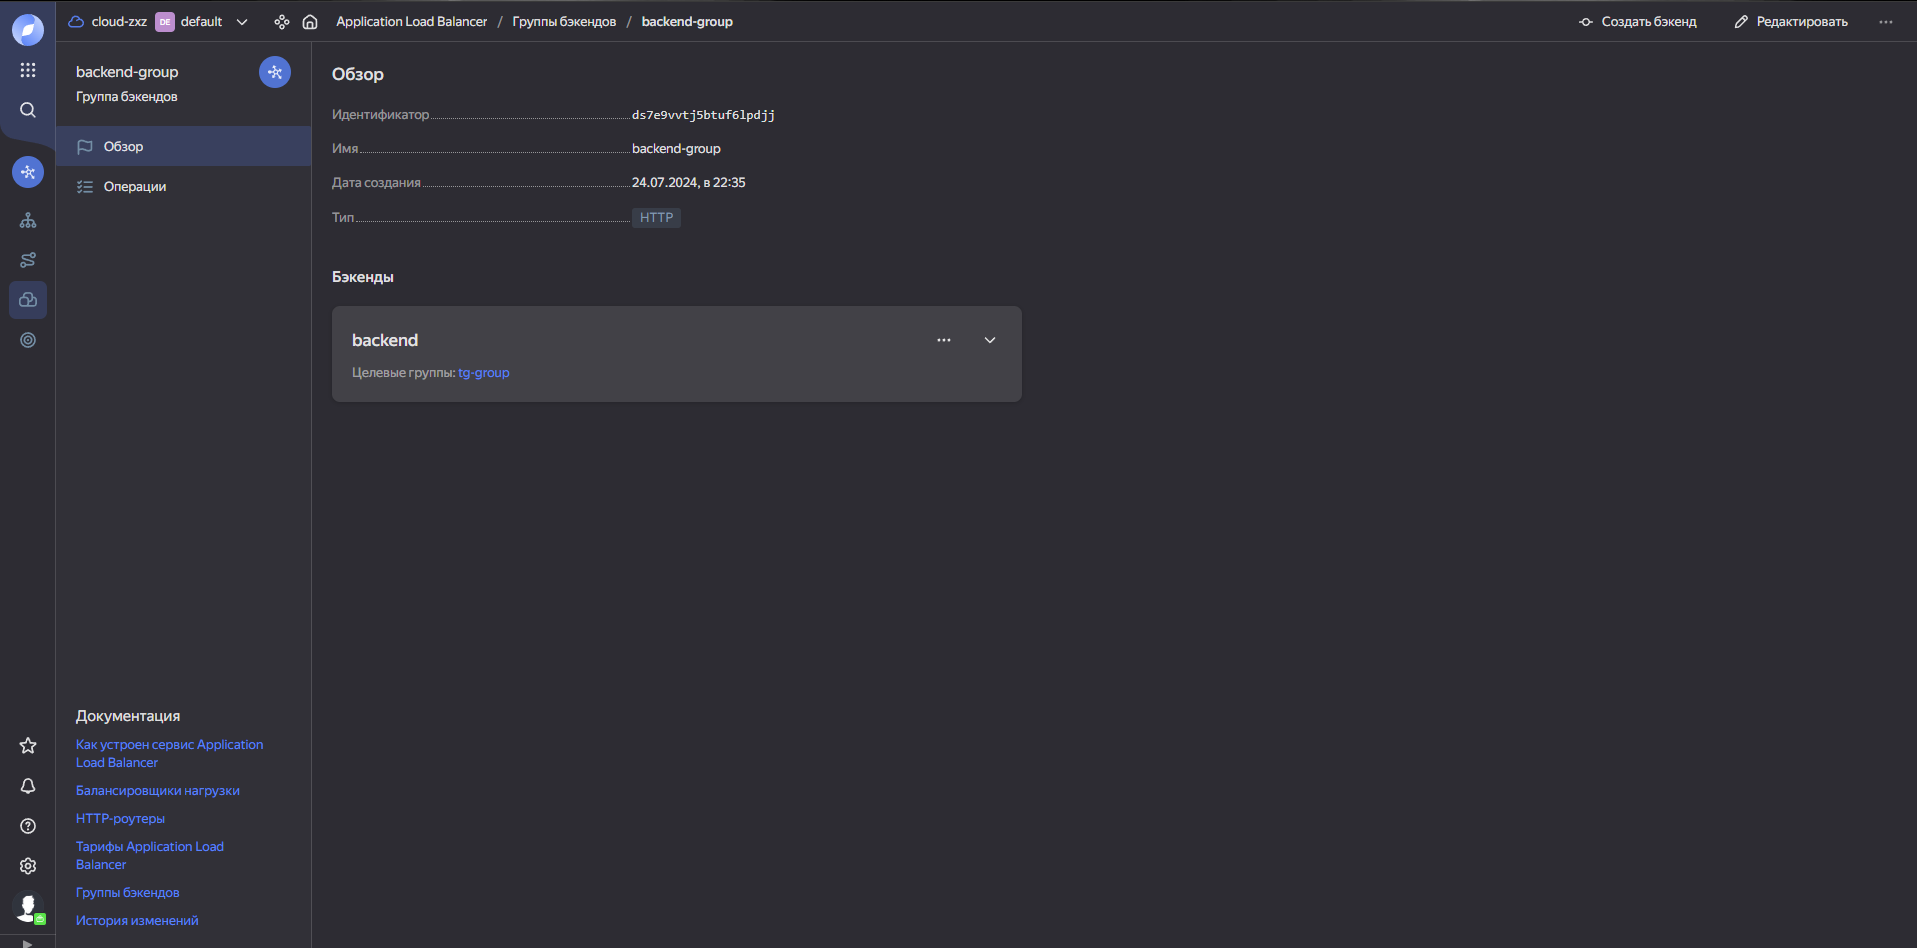 cloud-zxz DE default Application Load Balancer / Группы бэкендов / backend-group Создать бэкенд Редактировать
backend-group
Группа бэкендов
Обзор
Операции
Документация
Как устроен сервис Application
Load Balancer
Балансировщики нагрузки
HTTP-роутеры
Тарифы Application Load
Balancer
Группы бэкендов
История изменений
Обзор
Идентификатор ds7e9vvtj5btuf6lpdjj
Имя backend-group
Дата создания 24.07.2024, в 22:35
Тип HTTP
Бэкенды
backend
Целевые группы: tg-group